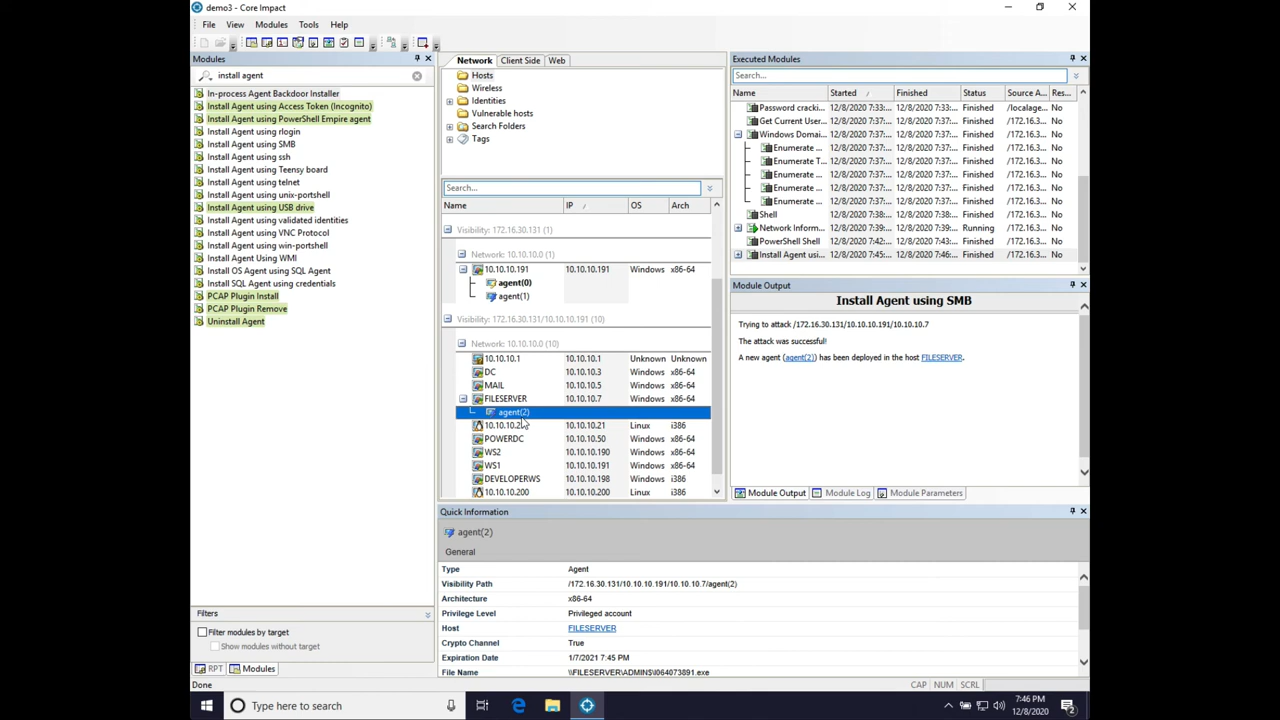 demo3 - Core Impact
File View Modules Tools Help
Modules
install agent
In-process Agent Backdoor Installer
Install Agent using Access Token (Incognito)
Install Agent using PowerShell Empire agent
Install Agent using rlogin
Install Agent using SMB
Install Agent using ssh
Install Agent using Teensy board
Install Agent using telnet
Install Agent using unix-portshell
Install Agent using USB drive
Install Agent using validated identities
Install Agent using VNC Protocol
Install Agent using win-portshell
Install Agent Using WMI
Install OS Agent using SQL Agent
Install SQL Agent using credentials
PCAP Plugin Install
PCAP Plugin Remove
Uninstall Agent
Filters
Filter modules by target
Show modules without target
RPT Modules
Done
Network Client Side Web
Hosts
Wireless
Identities
Vulnerable hosts
Search Folders
Tags
Search...
Name IP OS Arch
Visibility: 172.16.30.131 (1)
Network: 10.10.10.0 (1)
10.10.10.191 10.10.10.191 Windows x86-64
agent(0)
agent(1)
Visibility: 172.16.30.131/10.10.10.191 (10)
Network: 10.10.10.0 (10)
10.10.10.1 10.10.10.1 Unknown Unknown
DC 10.10.10.3 Windows x86-64
MAIL 10.10.10.5 Windows x86-64
FILESERVER 10.10.10.7 Windows x86-64
agent(2)
10.10.10.2 10.10.10.21 Linux i386
POWERDC 10.10.10.50 Windows x86-64
WS2 10.10.10.190 Windows x86-64
WS1 10.10.10.191 Windows x86-64
DEVELOPERWS 10.10.10.198 Windows i386
10.10.10.200 10.10.10.200 Linux i386
Executed Modules
Search...
Name Started Finished Status Source A... Res...
Password cracki... 12/8/2020 7:33:... 12/8/2020 7:33:... Finished /localage... No
Get Current User... 12/8/2020 7:37:... 12/8/2020 7:37:... Finished /172.16.3... No
Windows Domai... 12/8/2020 7:37:... 12/8/2020 7:37:... Finished /172.16.3... No
Enumerate ... 12/8/2020 7:37:... 12/8/2020 7:37:... Finished /172.16.3... No
Enumerate T... 12/8/2020 7:37:... 12/8/2020 7:37:... Finished /172.16.3... No
Enumerate ... 12/8/2020 7:37:... 12/8/2020 7:37:... Finished /172.16.3... No
Enumerate ... 12/8/2020 7:37:... 12/8/2020 7:37:... Finished /172.16.3... No
Enumerate ... 12/8/2020 7:37:... 12/8/2020 7:37:... Finished /172.16.3... No
Shell 12/8/2020 7:38:... 12/8/2020 7:38:... Finished /172.16.3... No
Network Inform... 12/8/2020 7:39:... 12/8/2020 7:39:... Running /172.16.3... No
PowerShell Shell 12/8/2020 7:42:... 12/8/2020 7:43:... Finished /172.16.3... No
Install Agent usi... 12/8/2020 7:45:... 12/8/2020 7:46:... Finished /172.16.3... No
Module Output
Install Agent using SMB
Trying to attack /172.16.30.131/10.10.10.191/10.10.10.7
The attack was successful!
A new agent (agent(2)) has been deployed in the host FILESERVER.
Module Output Module Log Module Parameters
Quick Information
agent(2)
General
Type Agent
Visibility Path /172.16.30.131/10.10.10.191/10.10.10.7/agent(2)
Architecture x86-64
Privilege Level Privileged account
Host FILESERVER
Crypto Channel True
Expiration Date 1/7/2021 7:45 PM
File Name \\FILESERVER\ADMIN$\I064073891.exe
CAP NUM SCRL
Type here to search
7:46 PM
12/8/2020
2